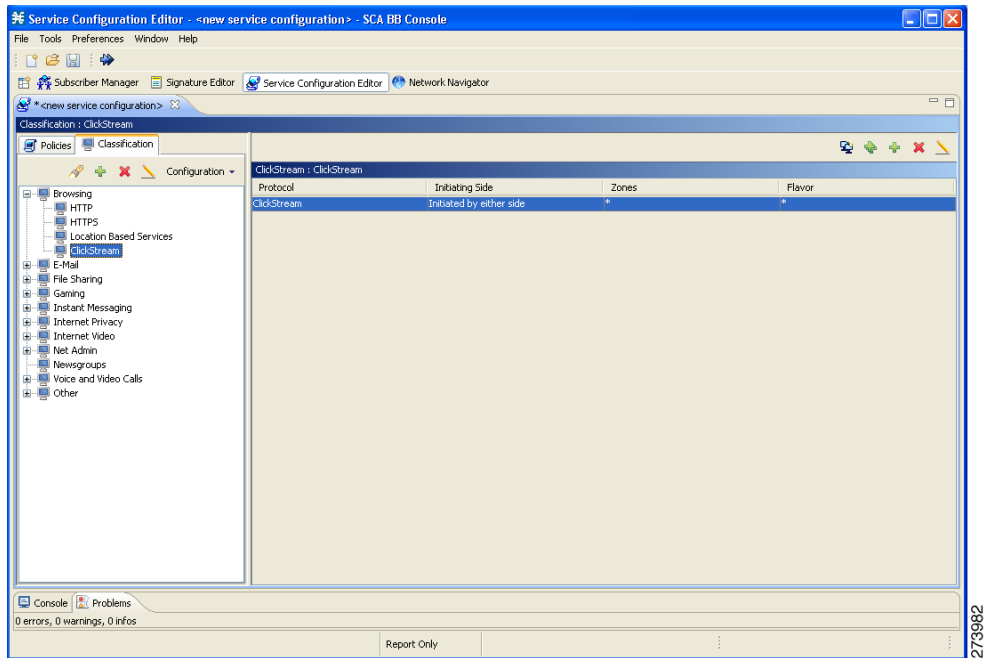 Service Configuration Editor - <new service configuration> - SCA BB Console
File Tools Preferences Window Help
Subscriber Manager Signature Editor Service Configuration Editor Network Navigator
*<new service configuration>
Classification : ClickStream
Policies Classification
Configuration
ClickStream : ClickStream
Protocol Initiating Side Zones Flavor
ClickStream Initiated by either side * *
Browsing
HTTP
HTTPS
Location Based Services
ClickStream
E-Mail
File Sharing
Gaming
Instant Messaging
Internet Privacy
Internet Video
Net Admin
Newsgroups
Voice and Video Calls
Other
Console Problems
0 errors, 0 warnings, 0 infos
Report Only
273982